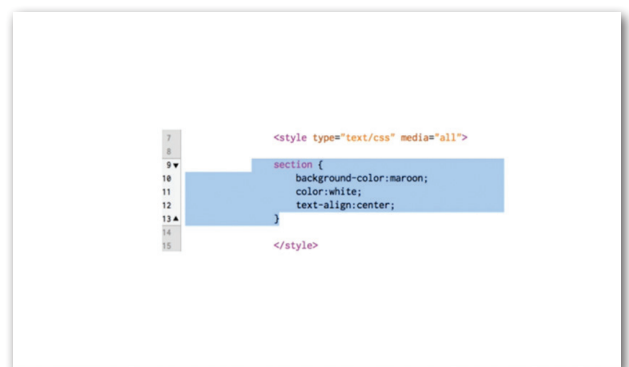 7 <style type="text/css" media="all">
8
9 section {
10 background-color:maroon;
11 color:white;
12 text-align:center;
13 }
14
15 </style>